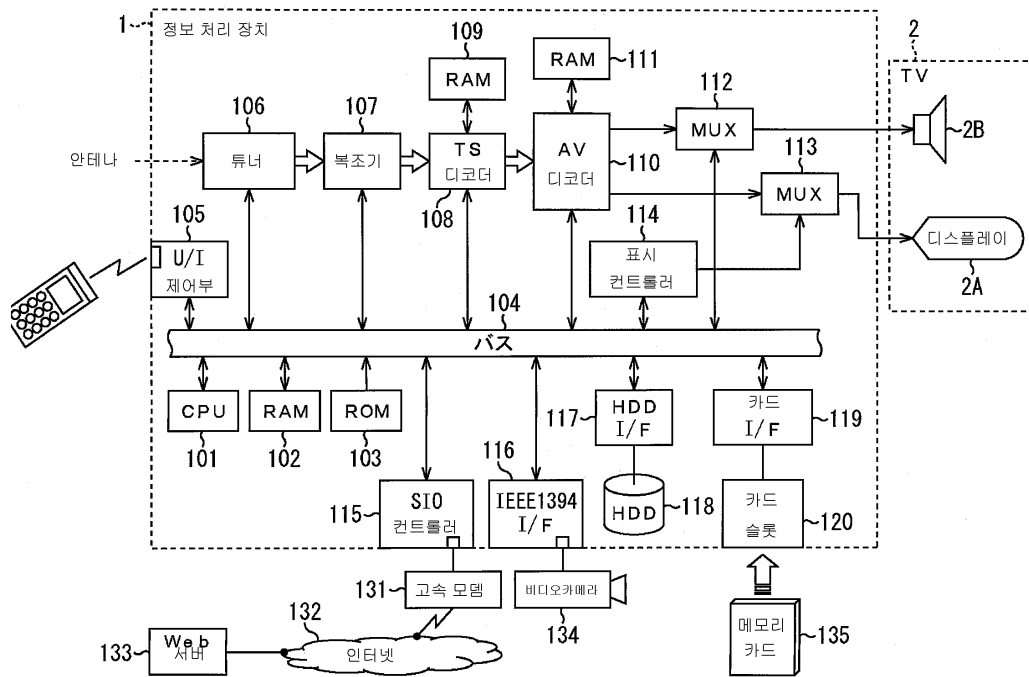 1
정보 처리 장치
109
RAM
RAM
111
2
TV
112
MUX
2B
106
튜너
107
복조기
TS
디코더
108
AV
디코더
110
113
MUX
안테나
105
U/I
제어부
114
표시
컨트롤러
디스플레이
2A
104
バス
CPU
101
RAM
102
ROM
103
117
HDD
I/F
카드
I/F
119
116
115
SIO
컨트롤러
IEEE1394
I/F
HDD
118
카드
슬롯
120
131
고속 모뎀
비디오카메라
134
132
133
Web
서버
인터넷
메모리
카드
135